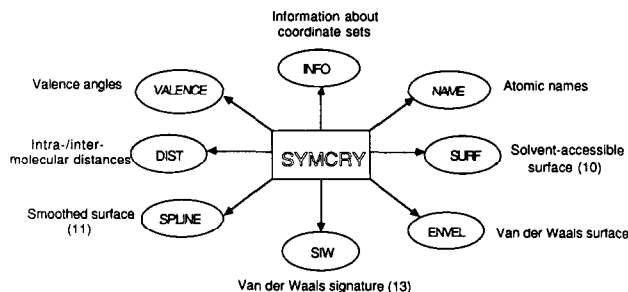 Information about
coordinate sets
INFO
Valence angles
VALENCE
NAME
Atomic names
Intra-/inter-
molecular distances
DIST
SYMCRY
SURF
Solvent-accessible
surface (10)
Smoothed surface
(11)
SPLINE
SIW
ENVEL
Van der Waals surface
Van der Waals signature (13)